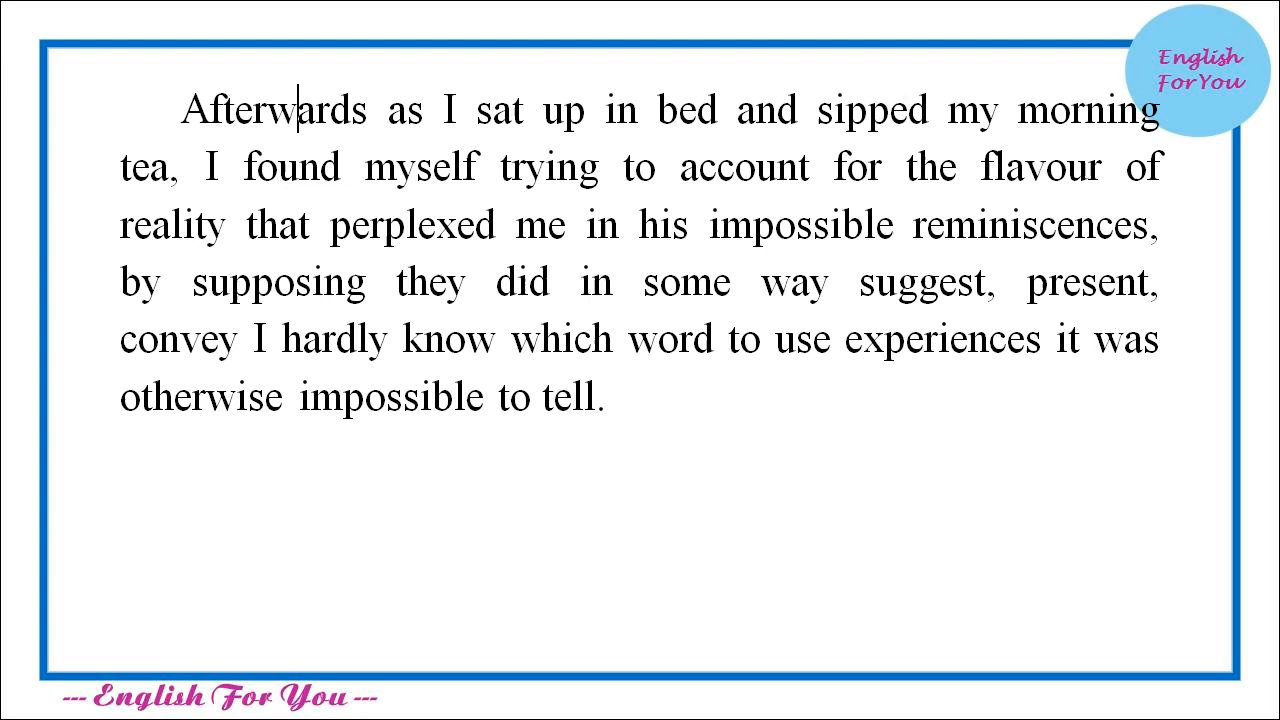 English
ForYou
Afterwards as I sat up in bed and sipped my morning
tea, I found myself trying to account for the flavour of
reality that perplexed me in his impossible reminiscences,
by supposing they did in some way suggest, present,
convey I hardly know which word to use experiences it was
otherwise impossible to tell.
--- English For You ---